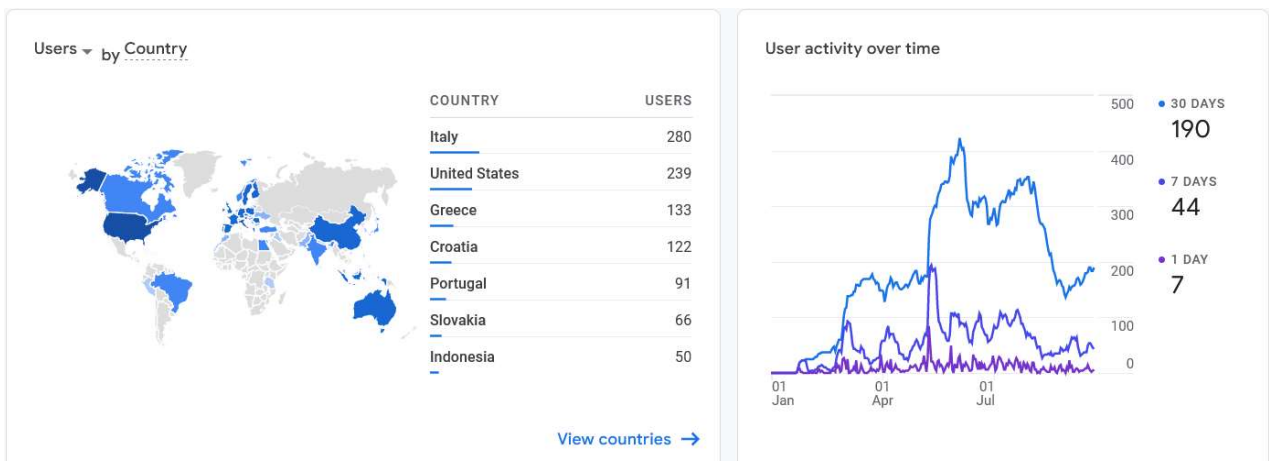 Users by Country
COUNTRY USERS
Italy 280
United States 239
Greece 133
Croatia 122
Portugal 91
Slovakia 66
Indonesia 50
View countries →
User activity over time
500
400
300
200
100
0
01 01 01
Jan Apr Jul
• 30 DAYS
190
• 7 DAYS
44
• 1 DAY
7